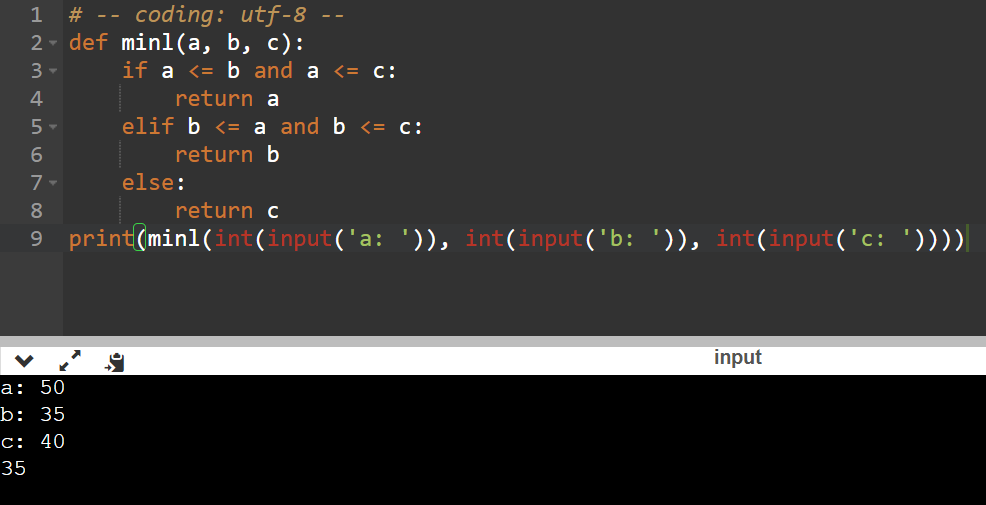 1 # -- coding: utf-8 --
2 def minl(a, b, c):
3     if a <= b and a <= c:
4         return a
5     elif b <= a and b <= c:
6         return b
7     else:
8         return c
9 print(minl(int(input('a: ')), int(input('b: ')), int(input('c: '))))
input
a: 50
b: 35
c: 40
35